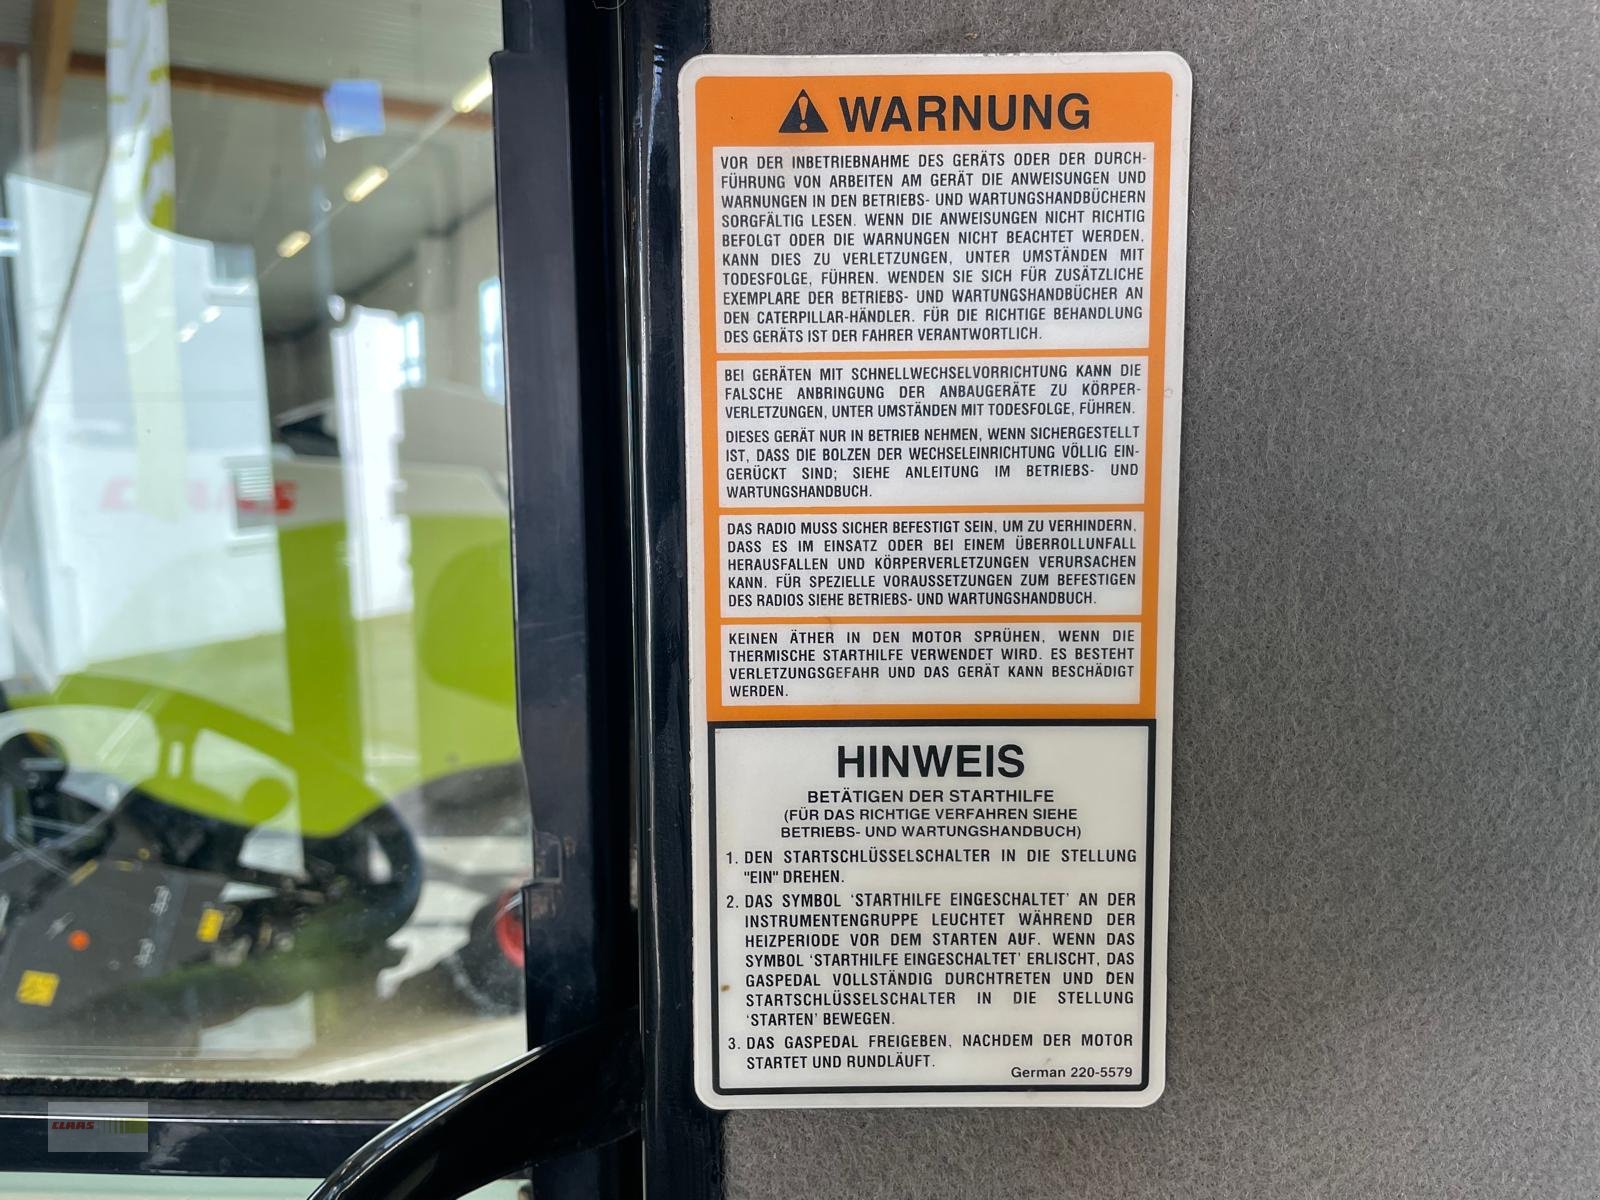 WARNUNG
VOR DER INBETRIEBNAHME DES GERÄTS ODER DER DURCH-
FÜHRUNG VON ARBEITEN AM GERÄT DIE ANWEISUNGEN UND
WARNUNGEN IN DEN BETRIEBS- UND WARTUNGSHANDBÜCHERN
SORGFÄLTIG LESEN. WENN DIE ANWEISUNGEN NICHT RICHTIG
BEFOLGT ODER DIE WARNUNGEN NICHT BEACHTET WERDEN,
KANN DIES ZU VERLETZUNGEN, UNTER UMSTÄNDEN MIT
TODESFOLGE, FÜHREN. WENDEN SIE SICH FÜR ZUSÄTZLICHE
EXEMPLARE DER BETRIEBS- UND WARTUNGSHANDBÜCHER AN
DEN CATERPILLAR-HÄNDLER. FÜR DIE RICHTIGE BEHANDLUNG
DES GERÄTS IST DER FAHRER VERANTWORTLICH.
BEI GERÄTEN MIT SCHNELLWECHSELVORRICHTUNG KANN DIE
FALSCHE ANBRINGUNG DER ANBAUGERÄTE ZU KÖRPER-
VERLETZUNGEN, UNTER UMSTÄNDEN MIT TODESFOLGE, FÜHREN.
DIESES GERÄT NUR IN BETRIEB NEHMEN, WENN SICHERGESTELLT
IST, DASS DIE BOLZEN DER WECHSELEINRICHTUNG VÖLLIG EIN-
GERÜCKT SIND; SIEHE ANLEITUNG IM BETRIEBS- UND
WARTUNGSHANDBUCH.
DAS RADIO MUSS SICHER BEFESTIGT SEIN, UM ZU VERHINDERN,
DASS ES IM EINSATZ ODER BEI EINEM ÜBERROLLUNFALL
HERAUSFALLEN UND KÖRPERVERLETZUNGEN VERURSACHEN
KANN. FÜR SPEZIELLE VORAUSSETZUNGEN ZUM BEFESTIGEN
DES RADIOS SIEHE BETRIEBS- UND WARTUNGSHANDBUCH.
KEINEN ÄTHER IN DEN MOTOR SPRÜHEN, WENN DIE
THERMISCHE STARTHILFE VERWENDET WIRD. ES BESTEHT
VERLETZUNGSGEFAHR UND DAS GERÄT KANN BESCHÄDIGT
WERDEN.
HINWEIS
BETÄTIGEN DER STARTHILFE
(FÜR DAS RICHTIGE VERFAHREN SIEHE
BETRIEBS- UND WARTUNGSHANDBUCH)
1. DEN STARTSCHLÜSSELSCHALTER IN DIE STELLUNG
"EIN" DREHEN.
2. DAS SYMBOL 'STARTHILFE EINGESCHALTET' AN DER
INSTRUMENTENGRUPPE LEUCHTET WÄHREND DER
HEIZPERIODE VOR DEM STARTEN AUF. WENN DAS
SYMBOL 'STARTHILFE EINGESCHALTET' ERLISCHT, DAS
GASPEDAL VOLLSTÄNDIG DURCHTRETEN UND DEN
STARTSCHLÜSSELSCHALTER IN DIE STELLUNG
'STARTEN' BEWEGEN.
3. DAS GASPEDAL FREIGEBEN, NACHDEM DER MOTOR
STARTET UND RUNDLÄUFT.
German 220-5579
CLAAS
CLAAS